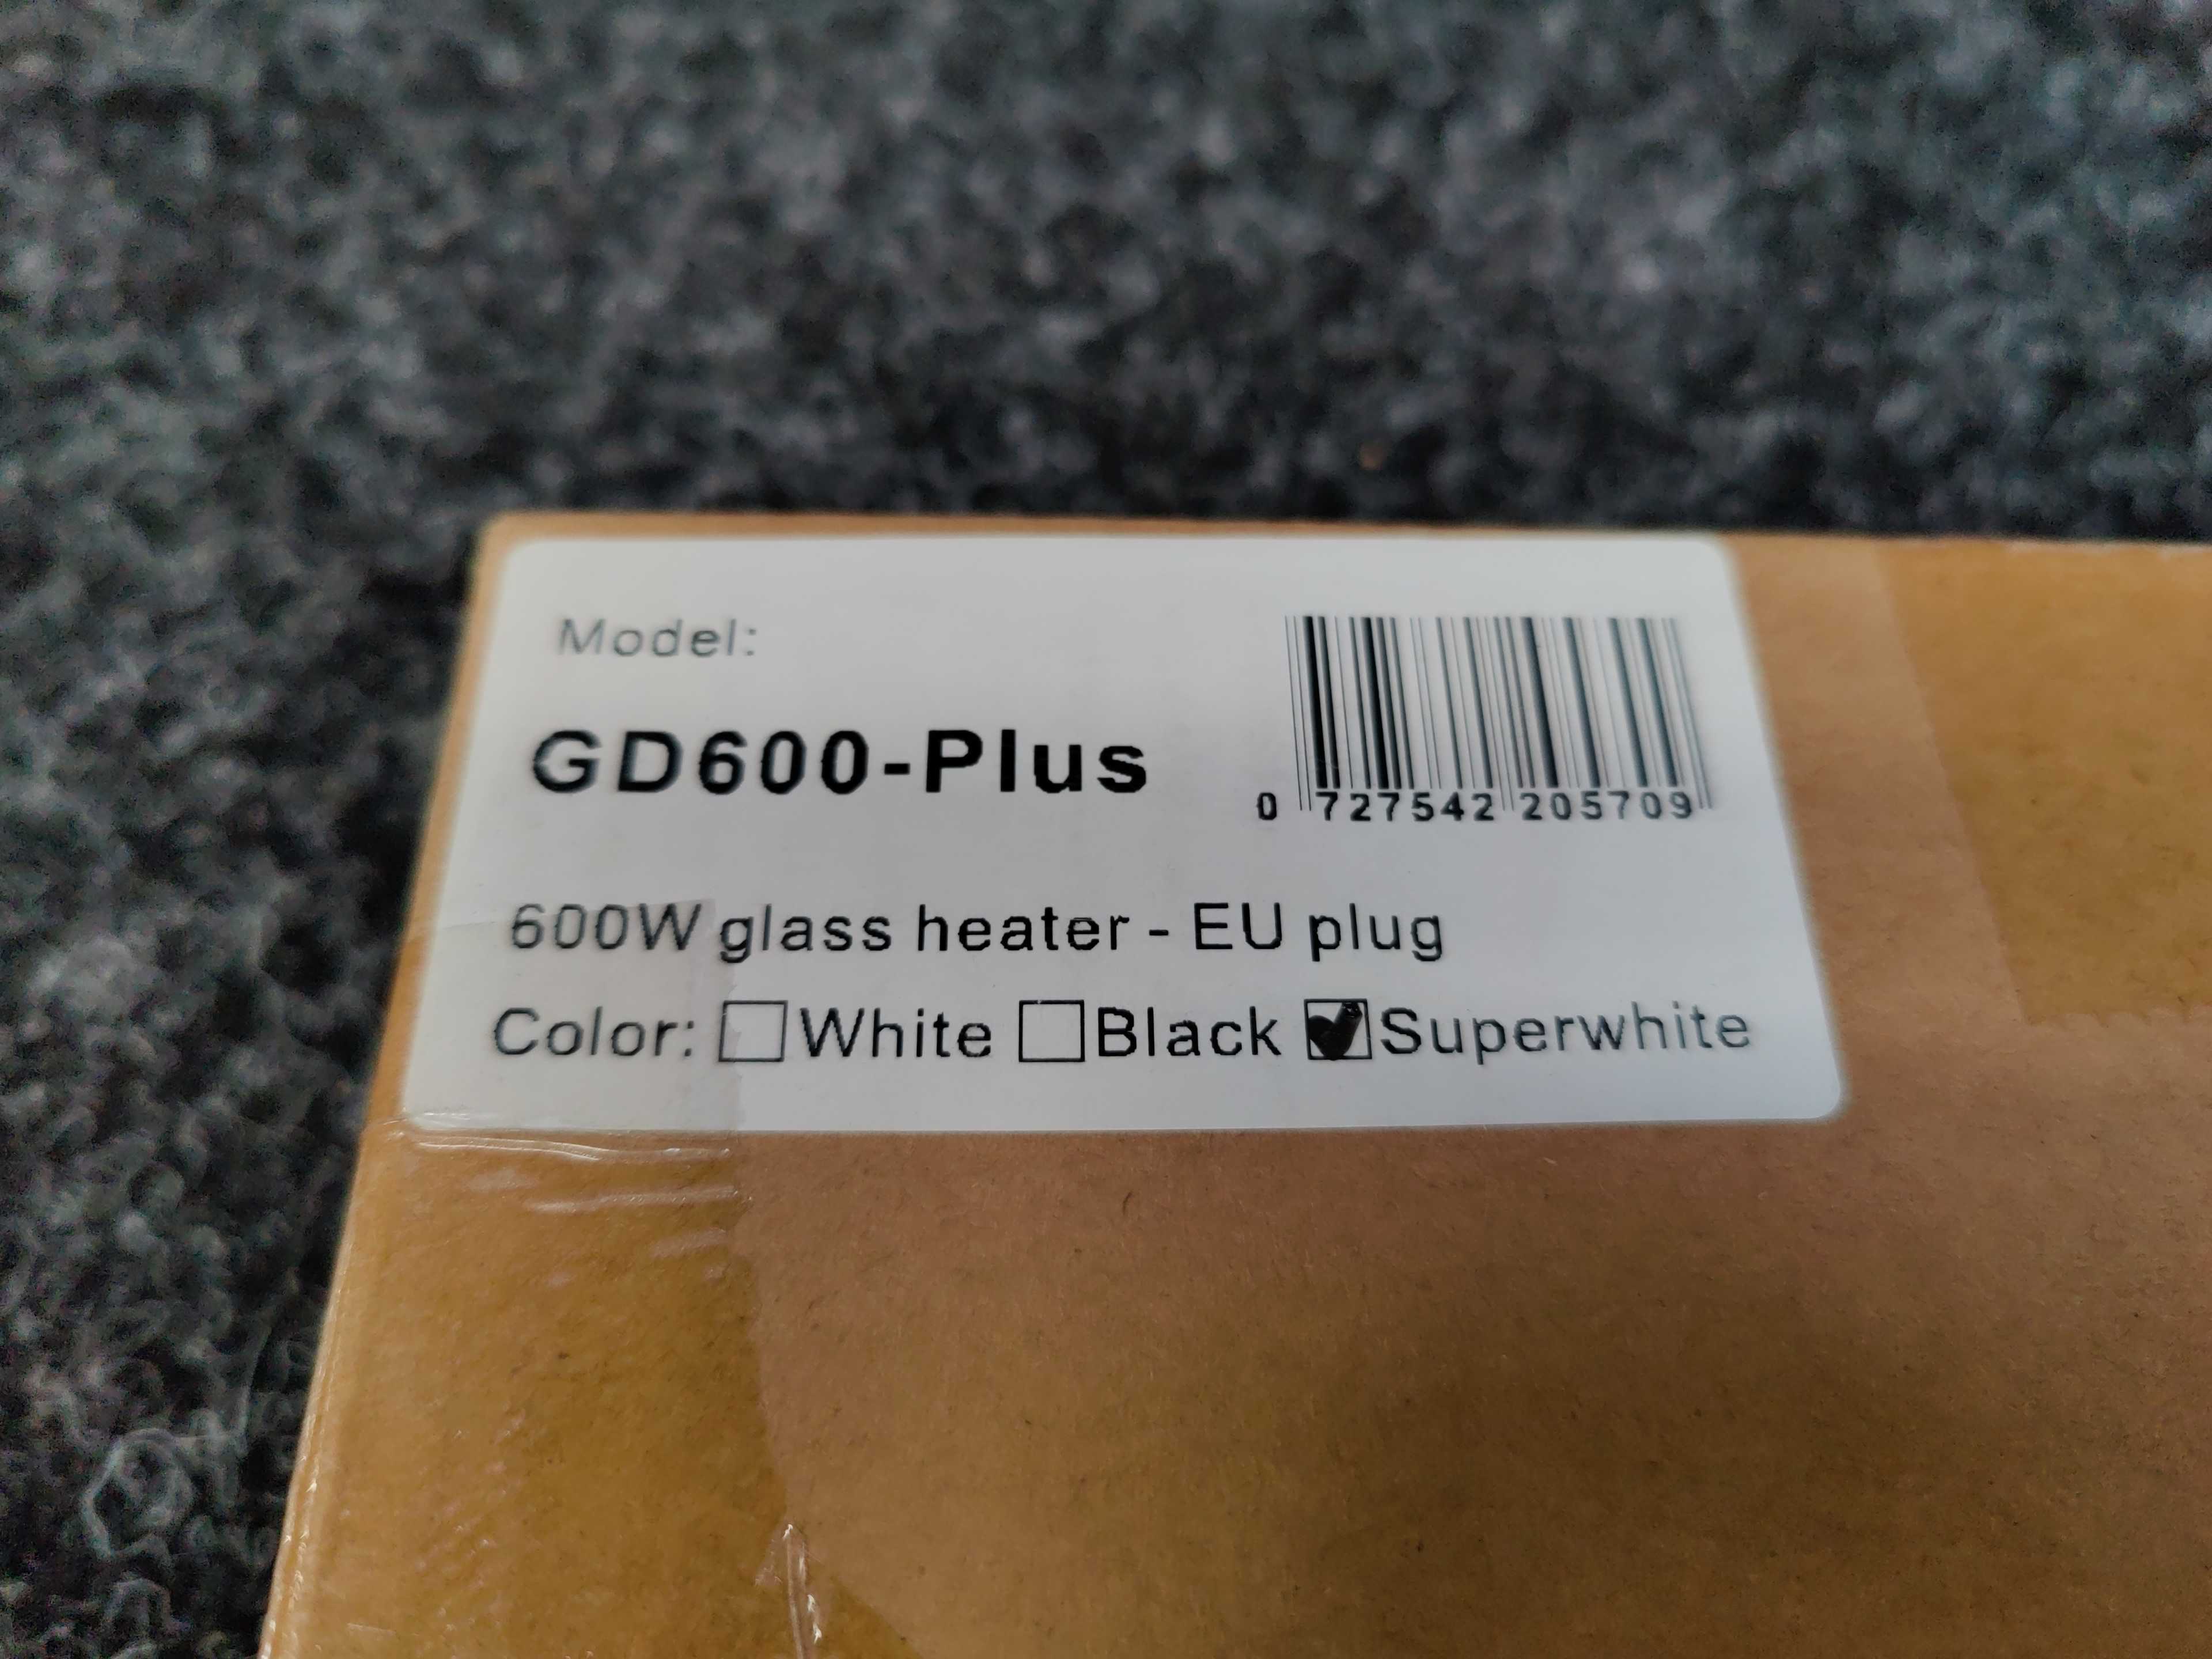 Model:
GD600-Plus
0 727542 205709
600W glass heater - EU plug
Color: ☐White ☐Black ☑Superwhite